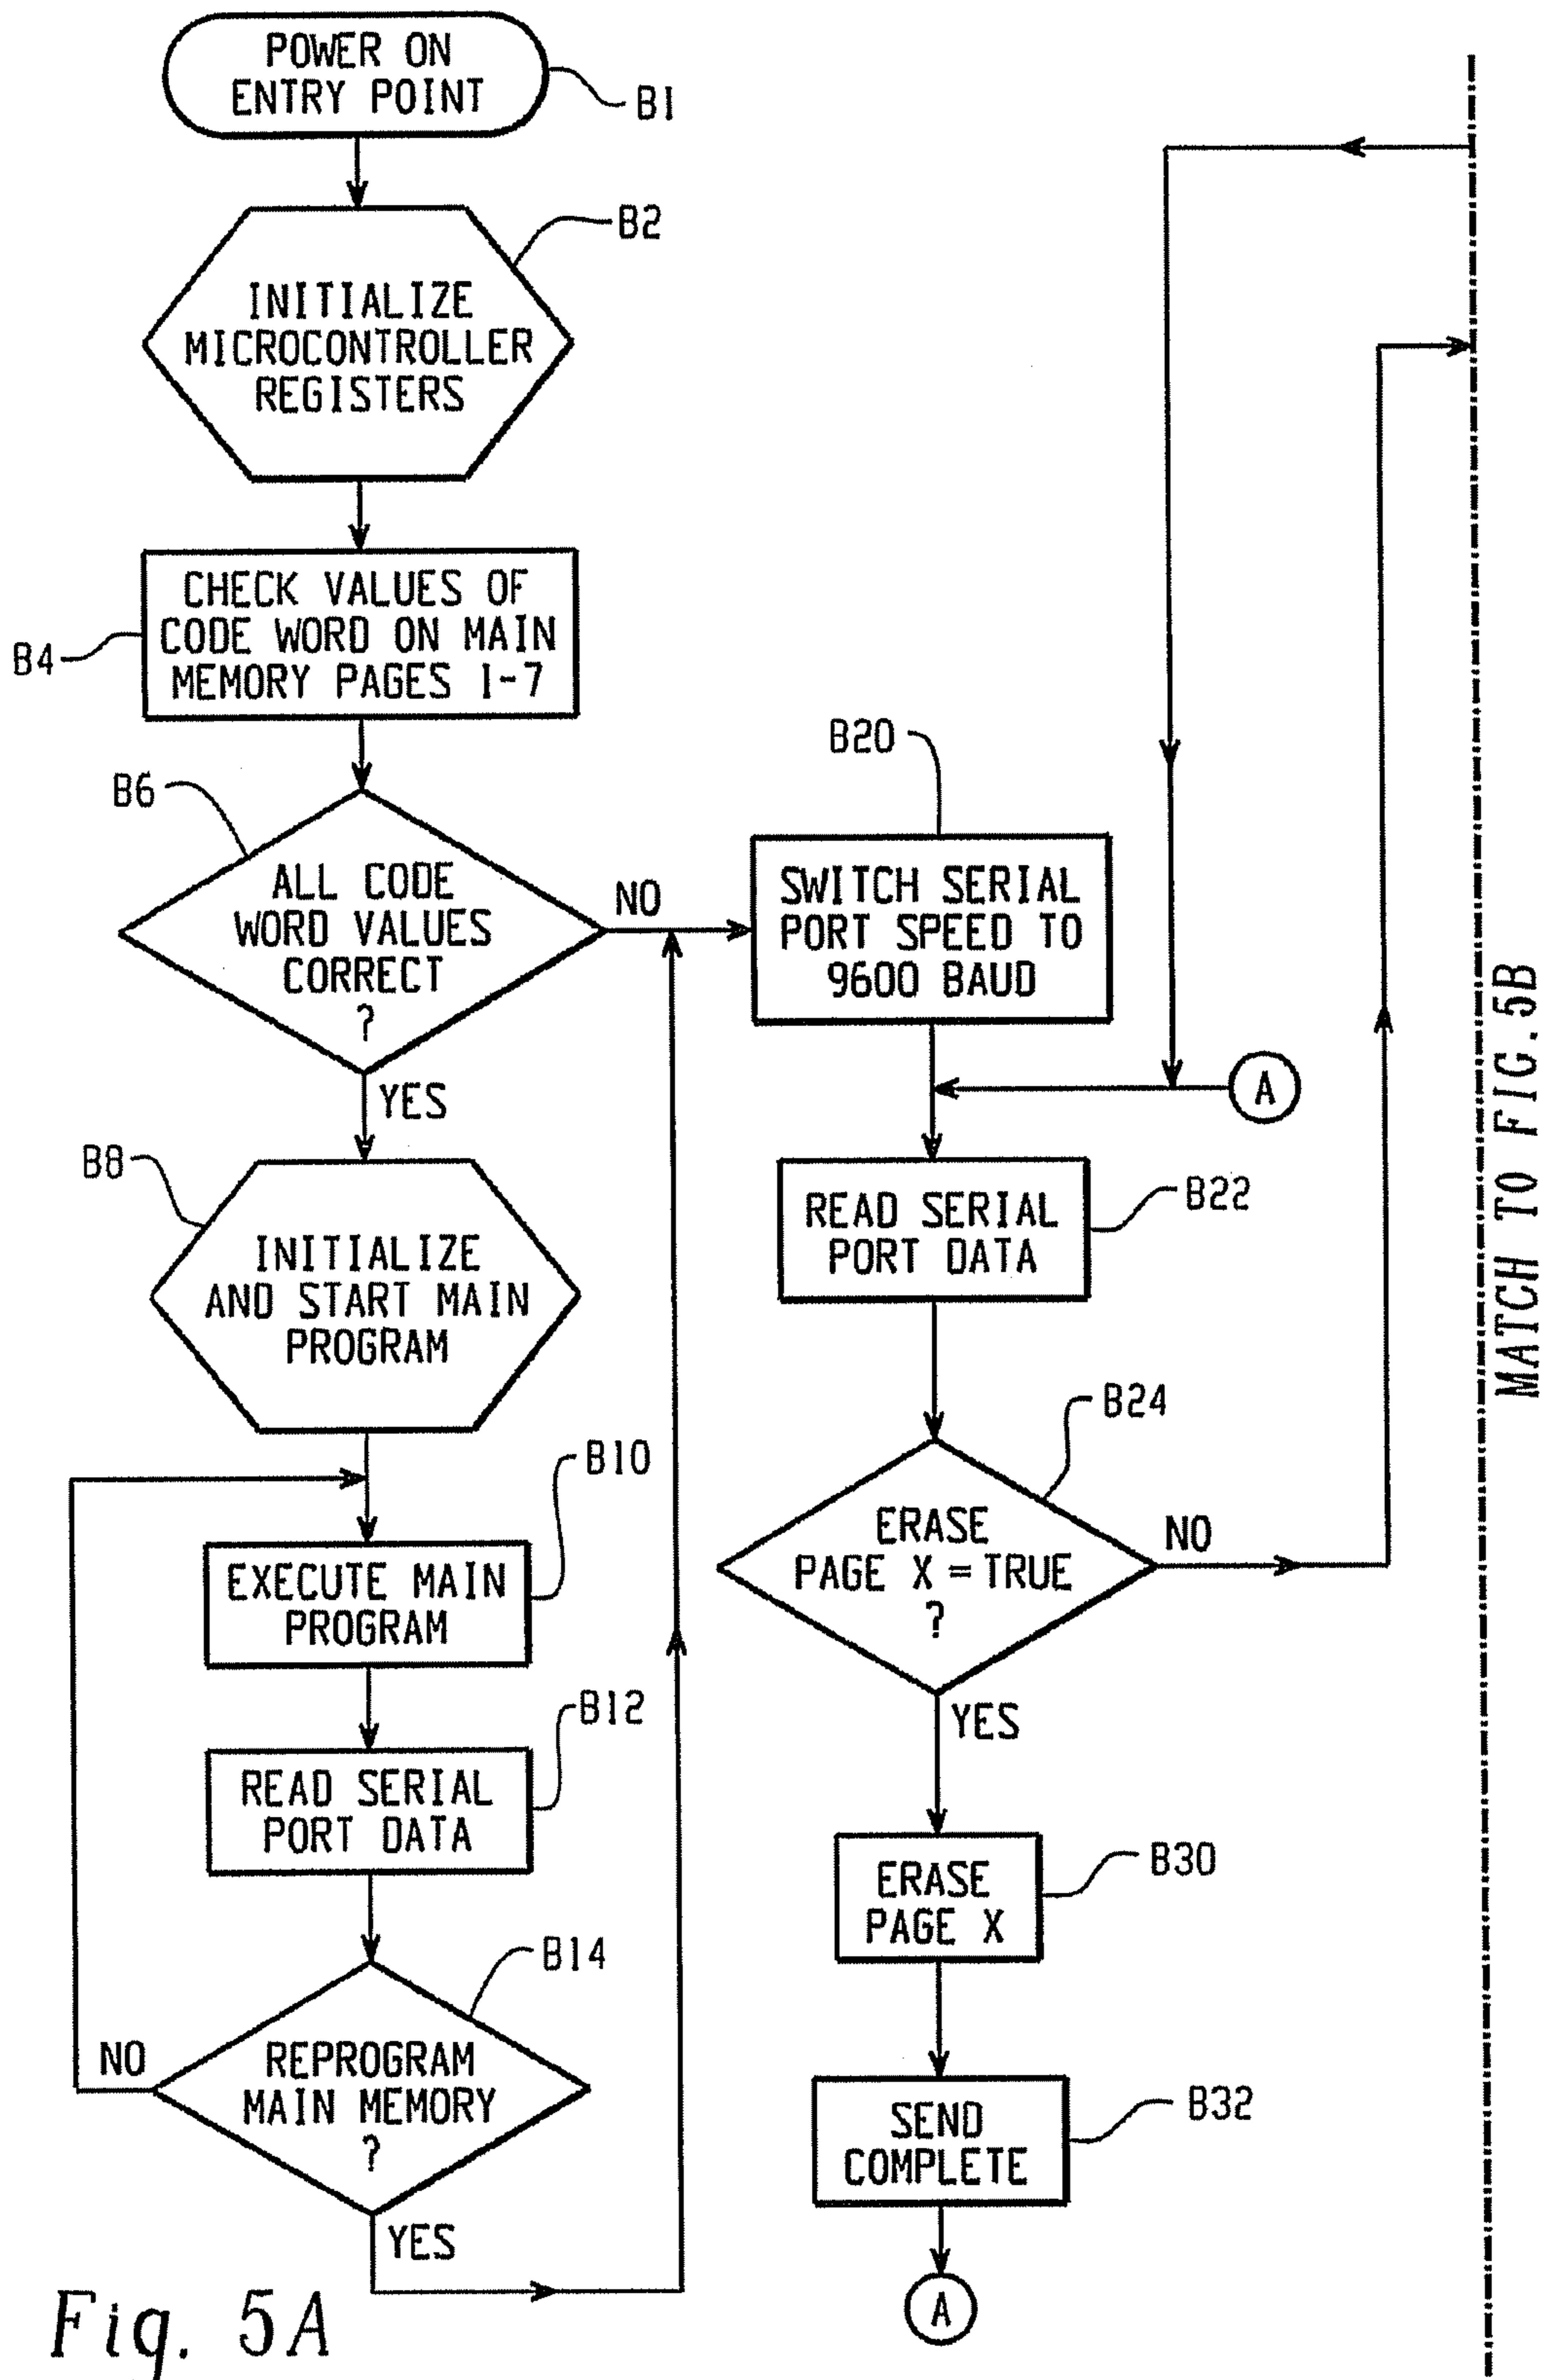 POWER ON
ENTRY POINT
B1
B2
INITIALIZE
MICROCONTROLLER
REGISTERS
B4
CHECK VALUES OF
CODE WORD ON MAIN
MEMORY PAGES 1-7
B6
ALL CODE
WORD VALUES
CORRECT
?
NO
YES
B8
INITIALIZE
AND START MAIN
PROGRAM
B10
EXECUTE MAIN
PROGRAM
B12
READ SERIAL
PORT DATA
B14
REPROGRAM
MAIN MEMORY
?
NO
YES
B20
SWITCH SERIAL
PORT SPEED TO
9600 BAUD
A
B22
READ SERIAL
PORT DATA
B24
ERASE
PAGE X = TRUE
?
NO
YES
B30
ERASE
PAGE X
B32
SEND
COMPLETE
A
MATCH TO FIG. 5B
Fig. 5A